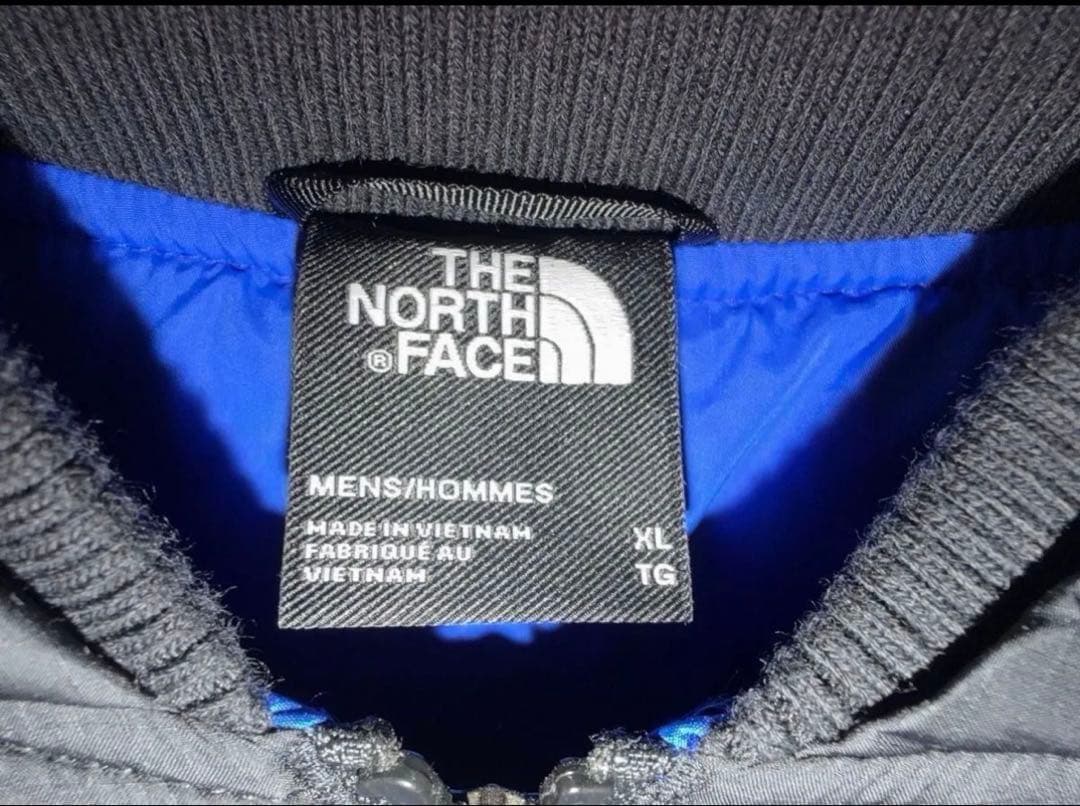 THE
NORTH
® FACE
MENS/HOMMES
MADE IN VIETNAM XL
FABRIQUÉ AU
VIETNAM TG